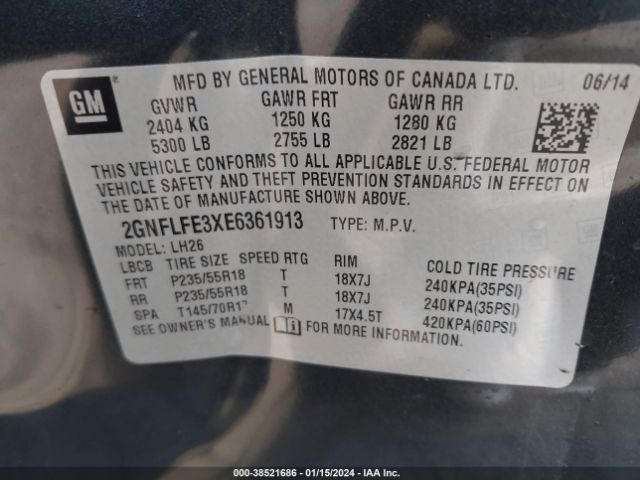 GM
MFD BY GENERAL MOTORS OF CANADA LTD. 06/14
GVWR GAWR FRT GAWR RR
2404 KG 1250 KG 1280 KG
5300 LB 2755 LB 2821 LB
THIS VEHICLE CONFORMS TO ALL APPLICABLE U.S. FEDERAL MOTOR
VEHICLE SAFETY AND THEFT PREVENTION STANDARDS IN EFFECT ON
THE DATE OF MANUFACTURE SHOWN ABOVE.
2GNFLFE3XE6361913 TYPE: M.P.V.
MODEL: LH26
LBCB TIRE SIZE SPEED RTG RIM COLD TIRE PRESSURE
FRT P235/55R18 T 18X7J 240KPA(35PSI)
RR P235/55R18 T 18X7J 240KPA(35PSI)
SPA M 17X4.5T 420KPA(60PSI)
SEE OWNER'S MANUAL FOR MORE INFORMATION.
000-38521686 - 01/15/2024 - IAA Inc.